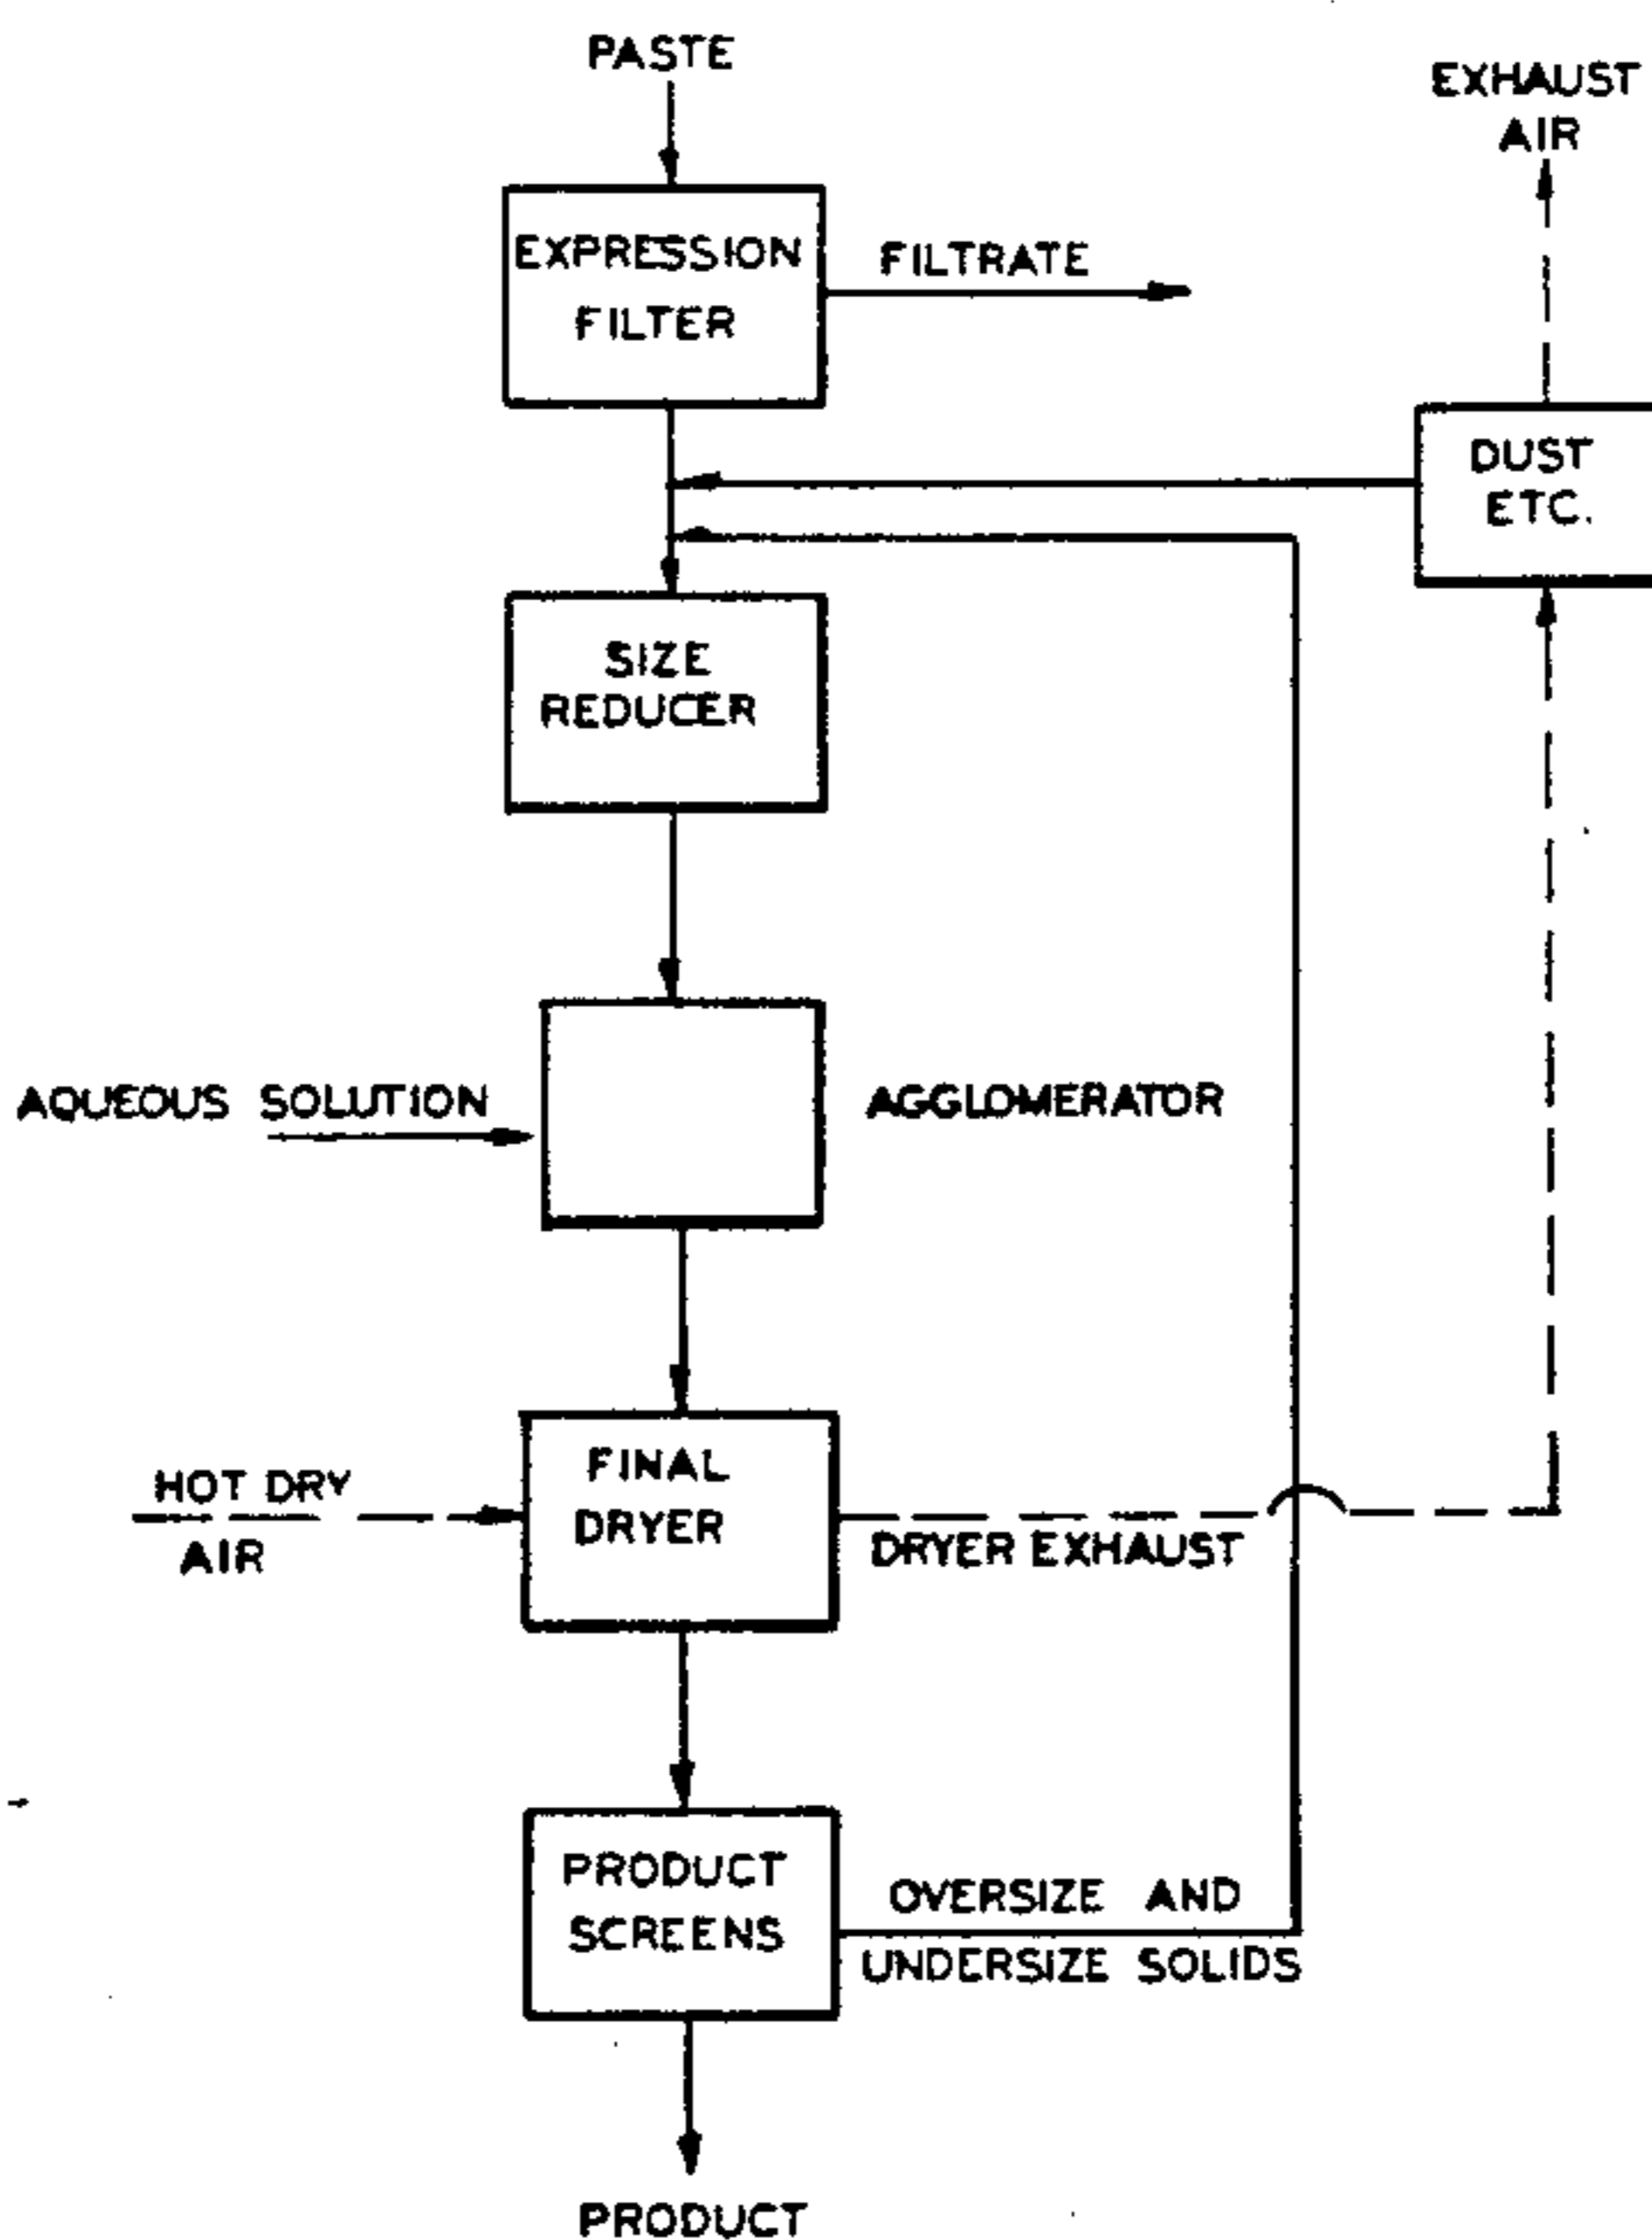 PASTE
EXHAUST
AIR
EXPRESSION
FILTER
FILTRATE
DUST
ETC.
SIZE
REDUCER
AQUEOUS SOLUTION
AGGLOMERATOR
HOT DRY
AIR
FINAL
DRYER
DRYER EXHAUST
PRODUCT
SCREENS
OVERSIZE AND
UNDERSIZE SOLIDS
PRODUCT